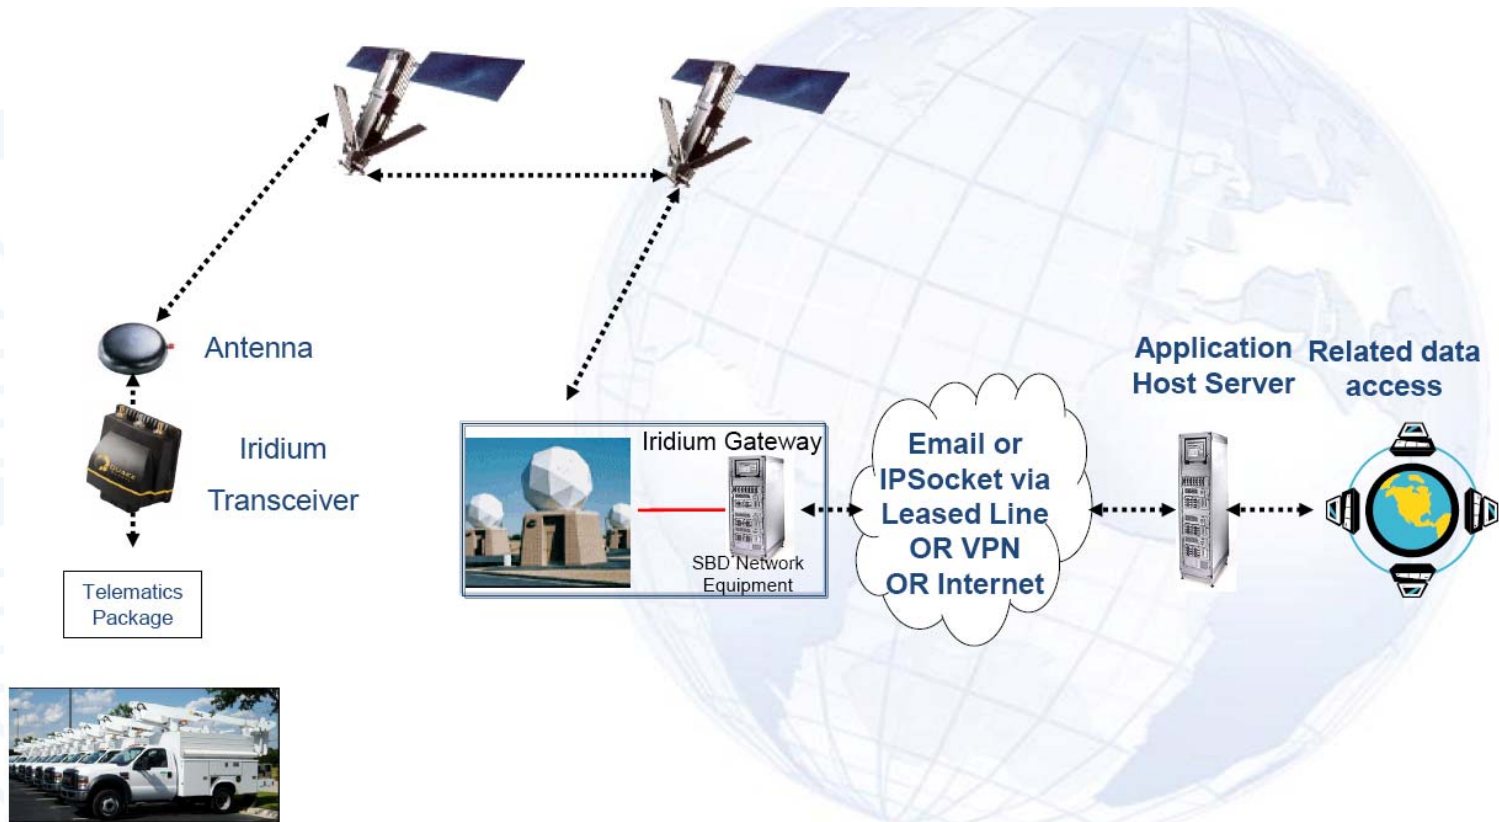 Antenna
Iridium
Transceiver
Telematics
Package
Iridium Gateway
SBD Network
Equipment
Email or
IPSocket via
Leased Line
OR VPN
OR Internet
Application
Host Server
Related data
access